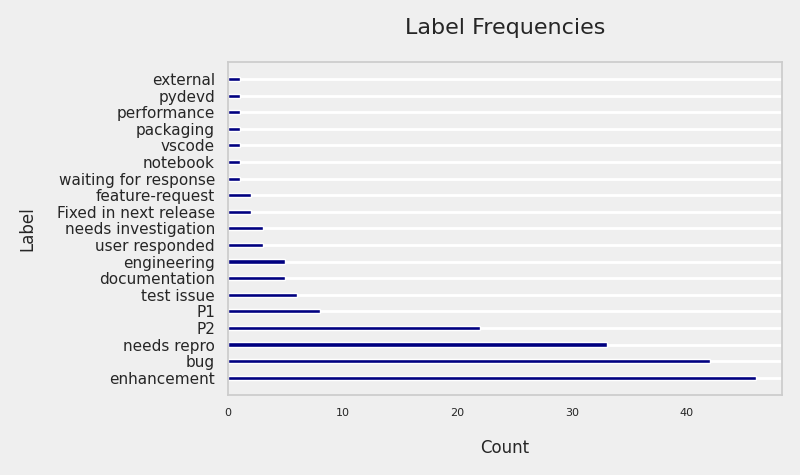 Label Frequencies
external
pydevd
performance
packaging
vscode
notebook
waiting for response
feature-request
Fixed in next release
needs investigation
user responded
engineering
documentation
test issue
P1
P2
needs repro
bug
enhancement
Label
0 10 20 30 40
Count